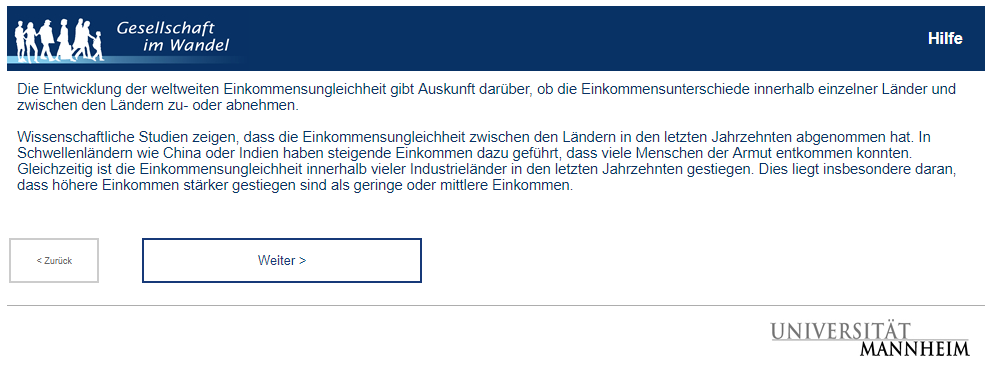 Gesellschaft
im Wandel
Hilfe
Die Entwicklung der weltweiten Einkommensungleichheit gibt Auskunft darüber, ob die Einkommensunterschiede innerhalb einzelner Länder und
zwischen den Ländern zu- oder abnehmen.
Wissenschaftliche Studien zeigen, dass die Einkommensungleichheit zwischen den Ländern in den letzten Jahrzehnten abgenommen hat. In
Schwellenländern wie China oder Indien haben steigende Einkommen dazu geführt, dass viele Menschen der Armut entkommen konnten.
Gleichzeitig ist die Einkommensungleichheit innerhalb vieler Industrieländer in den letzten Jahrzehnten gestiegen. Dies liegt insbesondere daran,
dass höhere Einkommen stärker gestiegen sind als geringe oder mittlere Einkommen.
< Zurück
Weiter >
UNIVERSITÄT
MANNHEIM